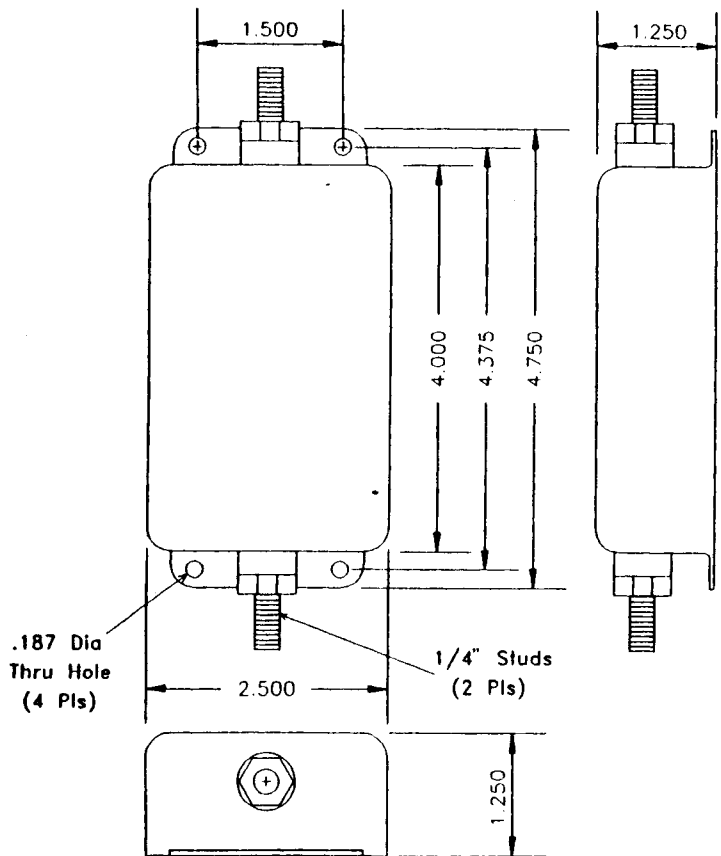 1.500
1.250
4.000
4.375
4.750
.187 Dia
Thru Hole
(4 Pls)
1/4" Studs
(2 Pls)
2.500
1.250